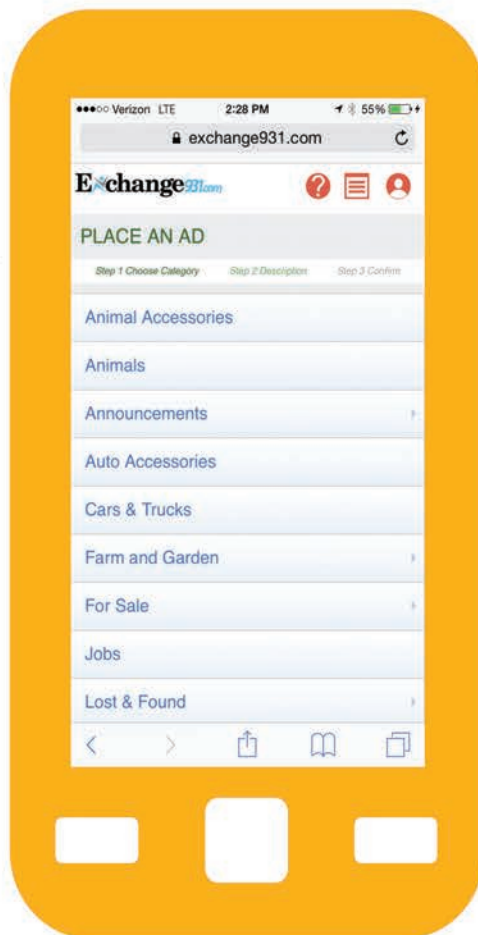 Verizon LTE 2:28 PM 55%
exchange931.com
Exchange931.com
PLACE AN AD
Step 1 Choose Category Step 2 Description Step 3 Confirm
Animal Accessories
Animals
Announcements
Auto Accessories
Cars & Trucks
Farm and Garden
For Sale
Jobs
Lost & Found